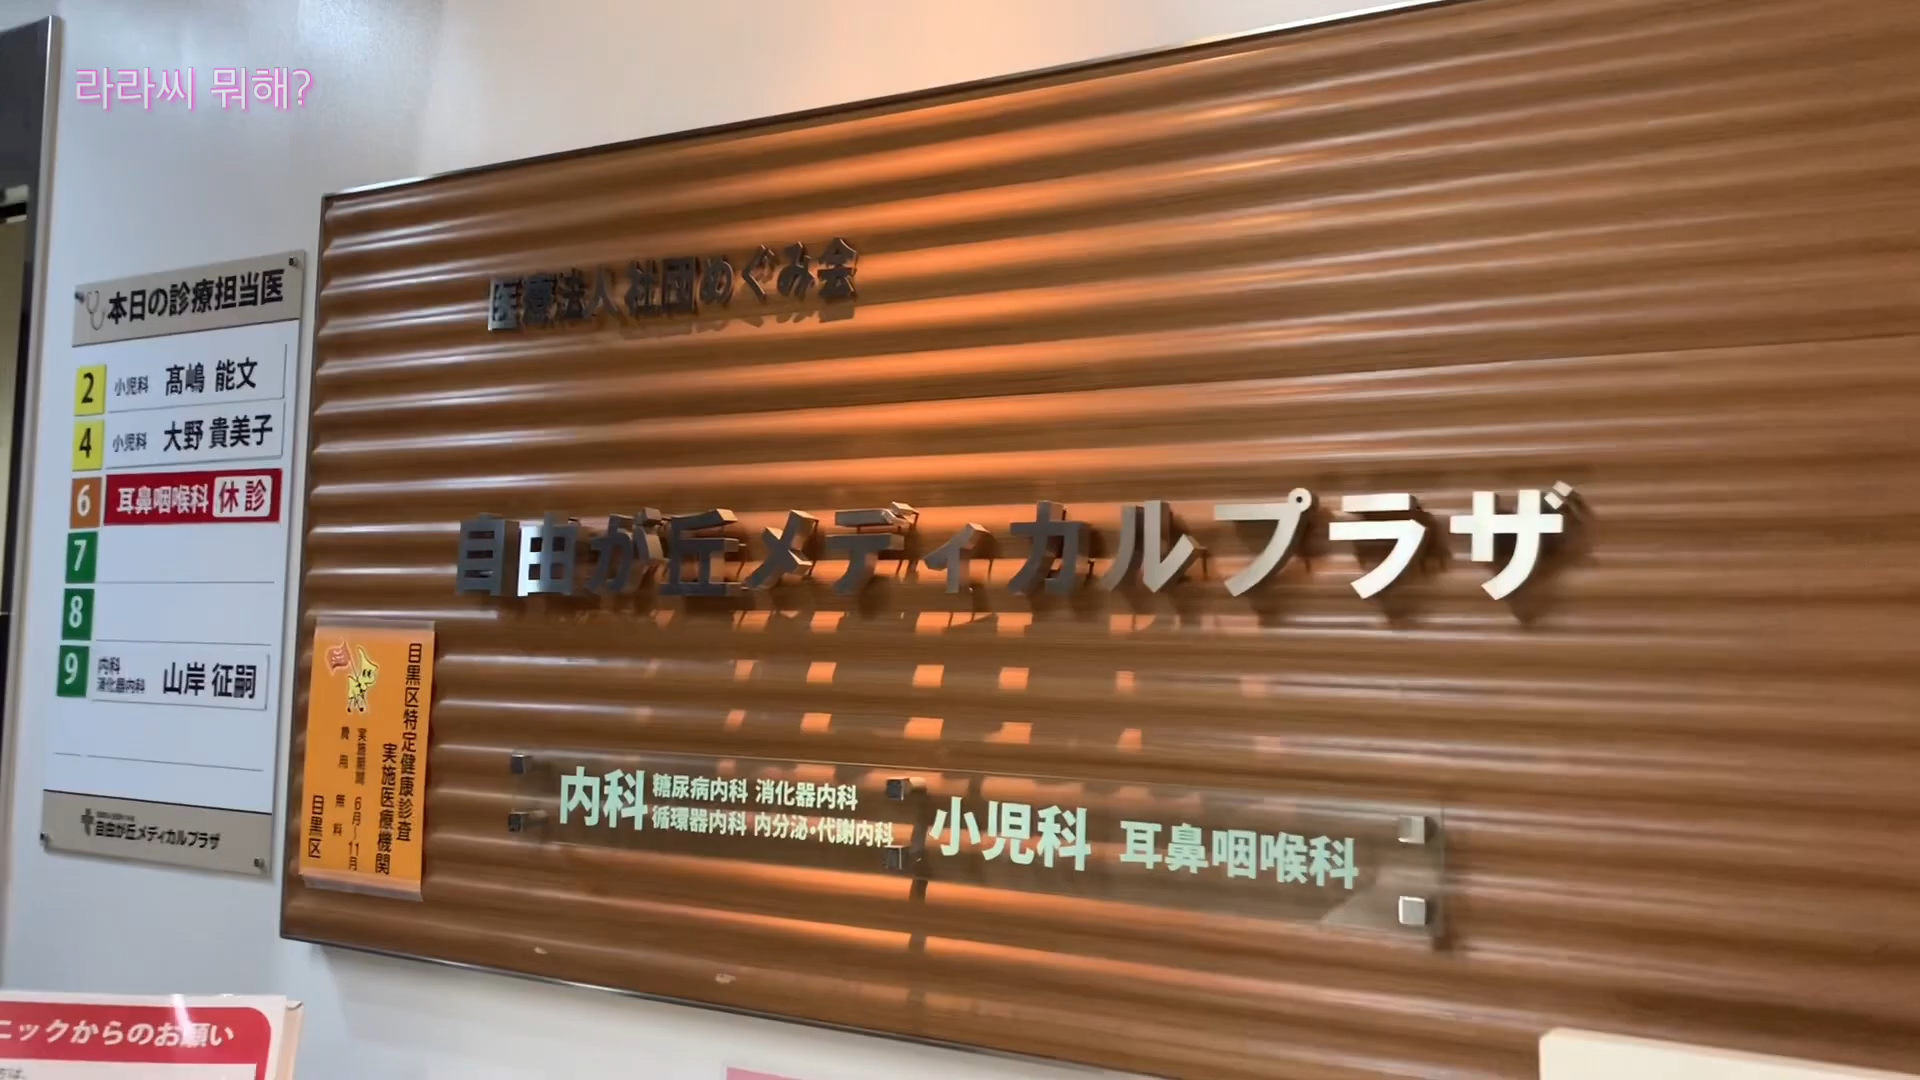 라라씨 뭐해?
本日の診療担当医
2 小児科 髙嶋 能文
4 小児科 大野 貴美子
6 耳鼻咽喉科 休診
7
8
9 内科 消化器内科 山岸 征嗣
自由が丘メディカルプラザ
医療法人社団めぐみ会
自由が丘メディカルプラザ
目黒区特定健康診査
実施医療機関
実施期間 6月〜11月
費用 無料
目黒区
内科 糖尿病内科 消化器内科
循環器内科 内分泌・代謝内科
小児科 耳鼻咽喉科
ニックからのお願い